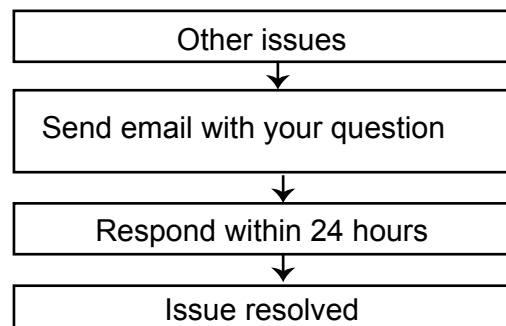 Other issues
Send email with your question
Respond within 24 hours
Issue resolved